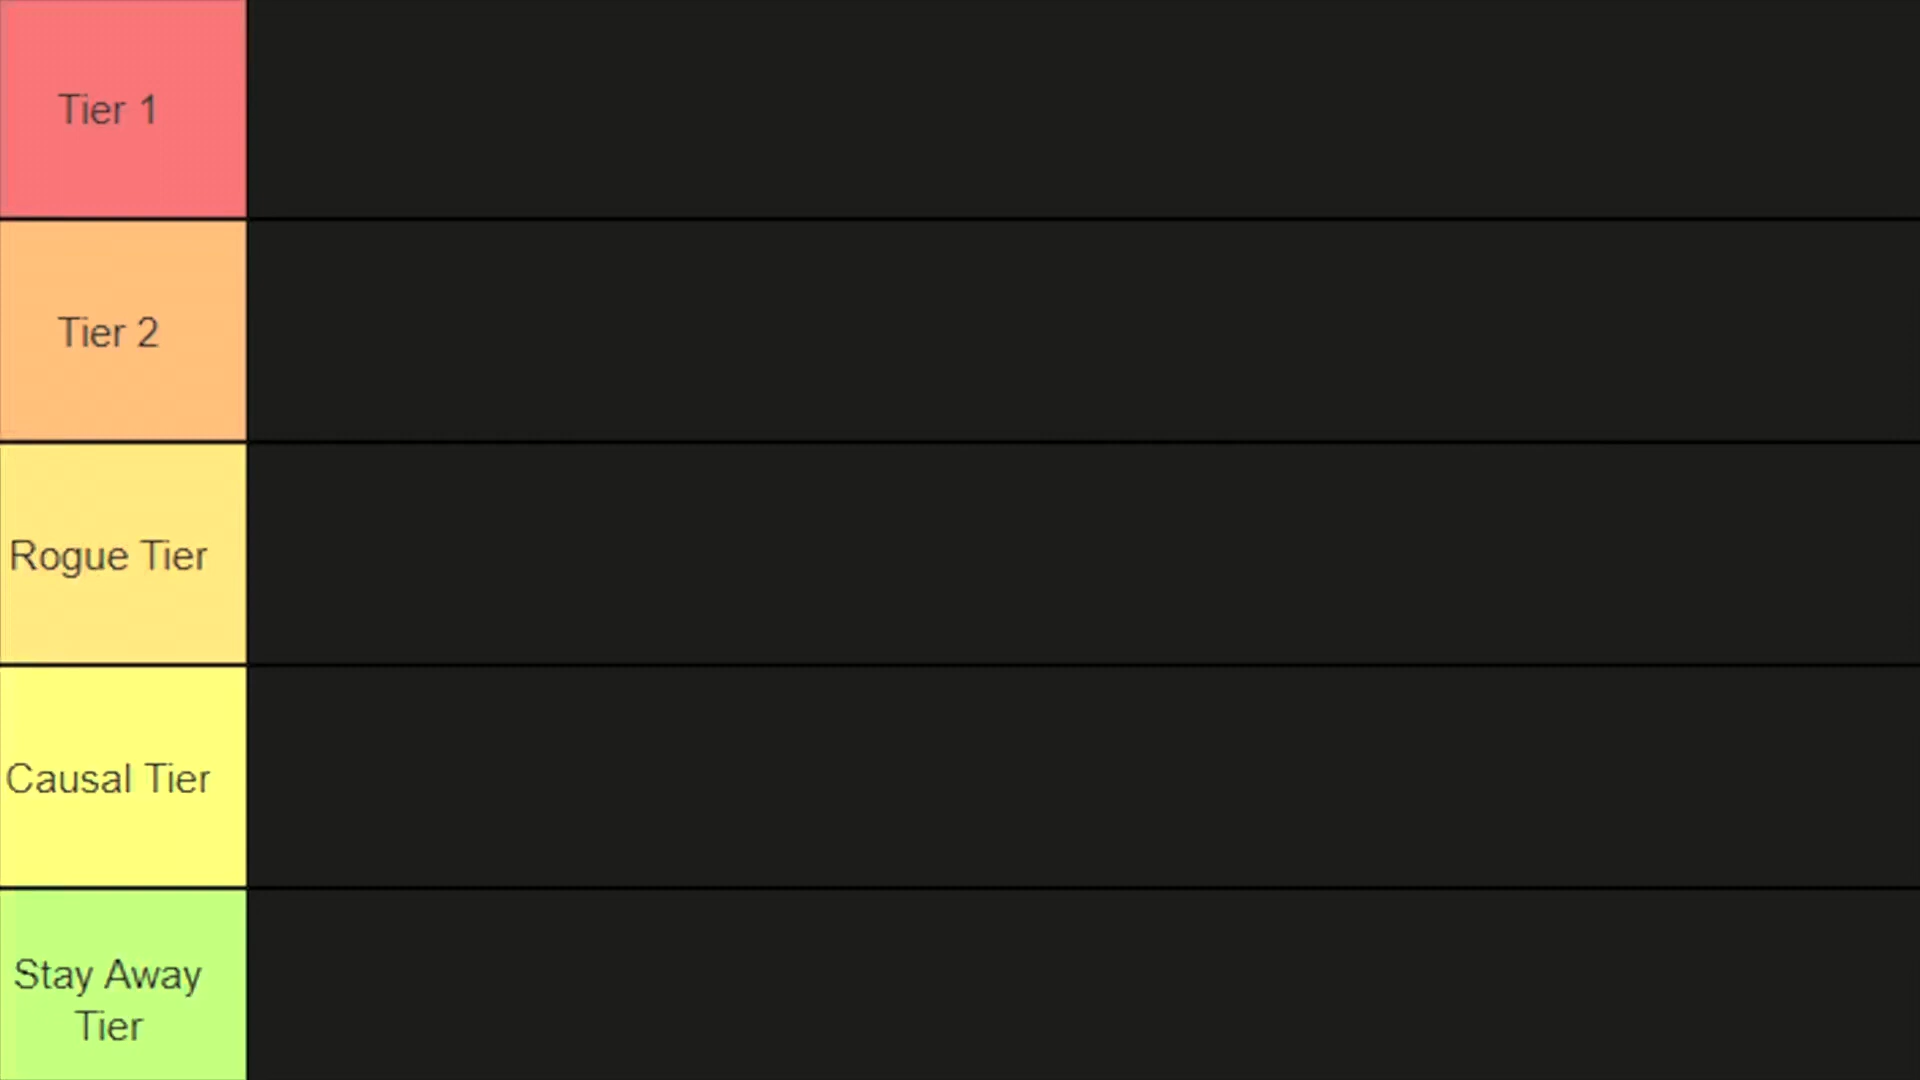 Tier 1
Tier 2
Rogue Tier
Causal Tier
Stay Away
Tier